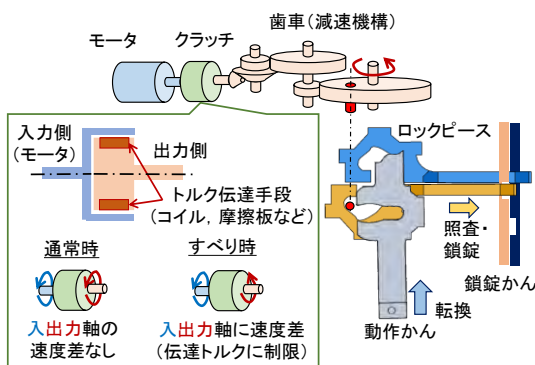 モータ
クラッチ
歯車(減速機構)
入力側
(モータ)
出力側
トルク伝達手段
(コイル, 摩擦板など)
通常時
すべり時
入出力軸の
速度差なし
入出力軸に速度差
(伝達トルクに制限)
ロックピース
照査・
鎖錠
鎖錠かん
転換
動作かん